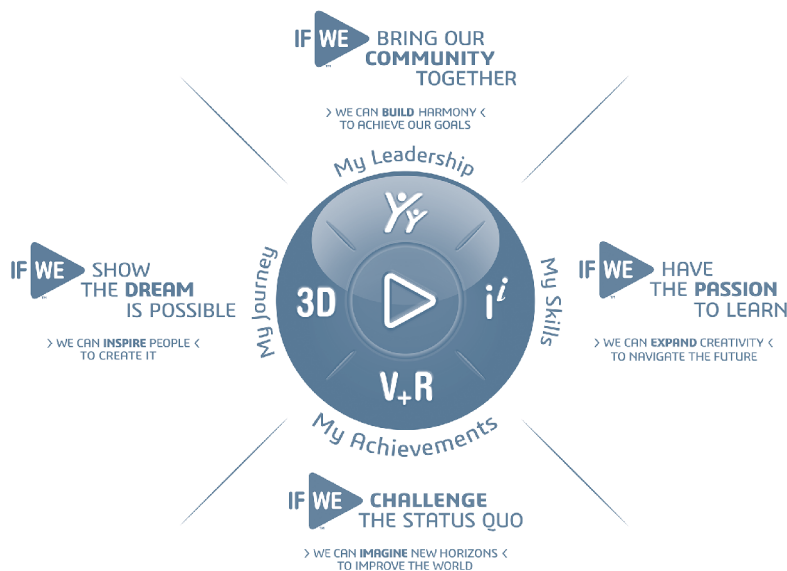 IF WE BRING OUR
COMMUNITY
TOGETHER
› WE CAN BUILD HARMONY ‹
TO ACHIEVE OUR GOALS
My Leadership
IF WE SHOW
THE DREAM
IS POSSIBLE
› WE CAN INSPIRE PEOPLE ‹
TO CREATE IT
My Journey
3D
i i
V+R
My Skills
IF WE HAVE
THE PASSION
TO LEARN
› WE CAN EXPAND CREATIVITY ‹
TO NAVIGATE THE FUTURE
My Achievements
IF WE CHALLENGE
THE STATUS QUO
› WE CAN IMAGINE NEW HORIZONS ‹
TO IMPROVE THE WORLD